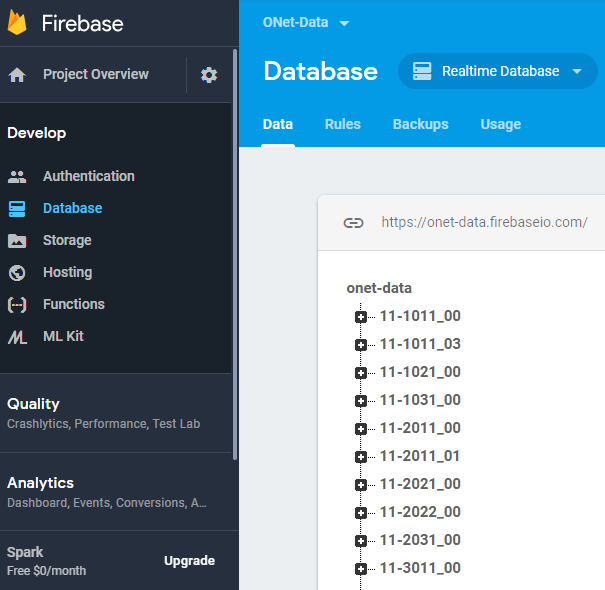 Firebase
Project Overview
Develop
Authentication
Database
Storage
Hosting
Functions
ML Kit
Quality
Crashlytics, Performance, Test Lab
Analytics
Dashboard, Events, Conversions, A...
Spark
Free $0/month
Upgrade
ONet-Data
Database
Realtime Database
Data Rules Backups Usage
https://onet-data.firebaseio.com/
onet-data
11-1011_00
11-1011_03
11-1021_00
11-1031_00
11-2011_00
11-2011_01
11-2021_00
11-2022_00
11-2031_00
11-3011_00